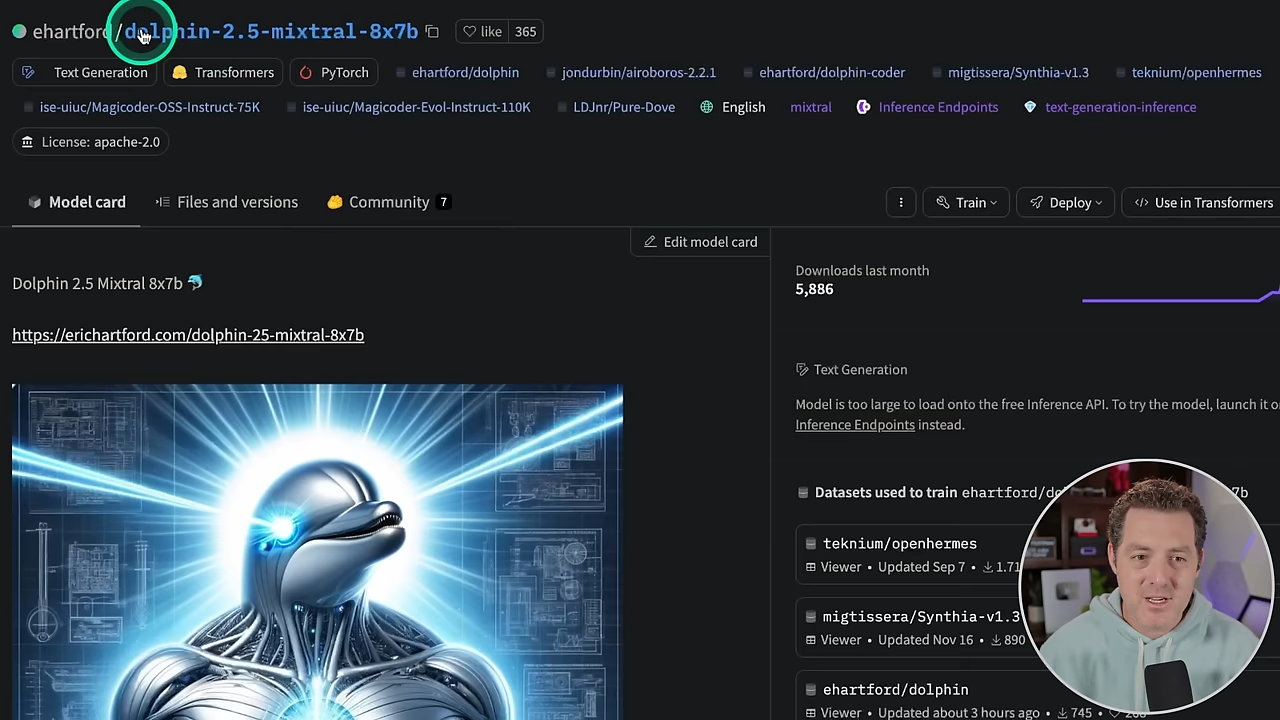 ehartford/dolphin-2.5-mixtral-8x7b like 365
Text Generation Transformers PyTorch ehartford/dolphin jondurbin/airoboros-2.2.1 ehartford/dolphin-coder migtissera/Synthia-v1.3 teknium/openhermes
ise-uiuc/Magicoder-OSS-Instruct-75K ise-uiuc/Magicoder-Evol-Instruct-110K LDJnr/Pure-Dove English mixtral Inference Endpoints text-generation-inference
License: apache-2.0
Model card Files and versions Community 7 Train Deploy Use in Transformers
Edit model card
Dolphin 2.5 Mixtral 8x7b 🐬
https://erichartford.com/dolphin-25-mixtral-8x7b
Downloads last month
5,886
Text Generation
Model is too large to load onto the free Inference API. To try the model, launch it
Inference Endpoints instead.
Datasets used to train ehartford/do 7b
teknium/openhermes
Viewer • Updated Sep 7 • 1.71
migtissera/Synthia-v1.3
Viewer • Updated Nov 16 • 890
ehartford/dolphin
Viewer • Updated about 3 hours ago • 745 •